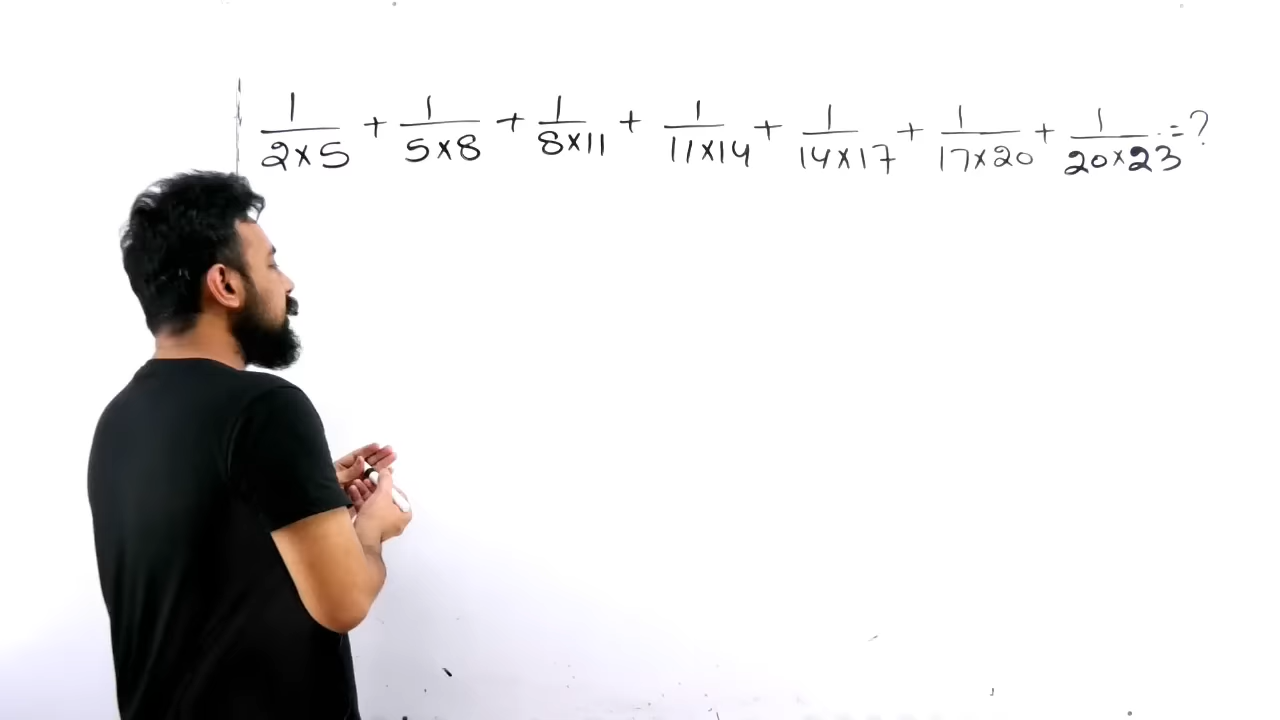 1/(2×5) + 1/(5×8) + 1/(8×11) + 1/(11×14) + 1/(14×17) + 1/(17×20) + 1/(20×23) = ?